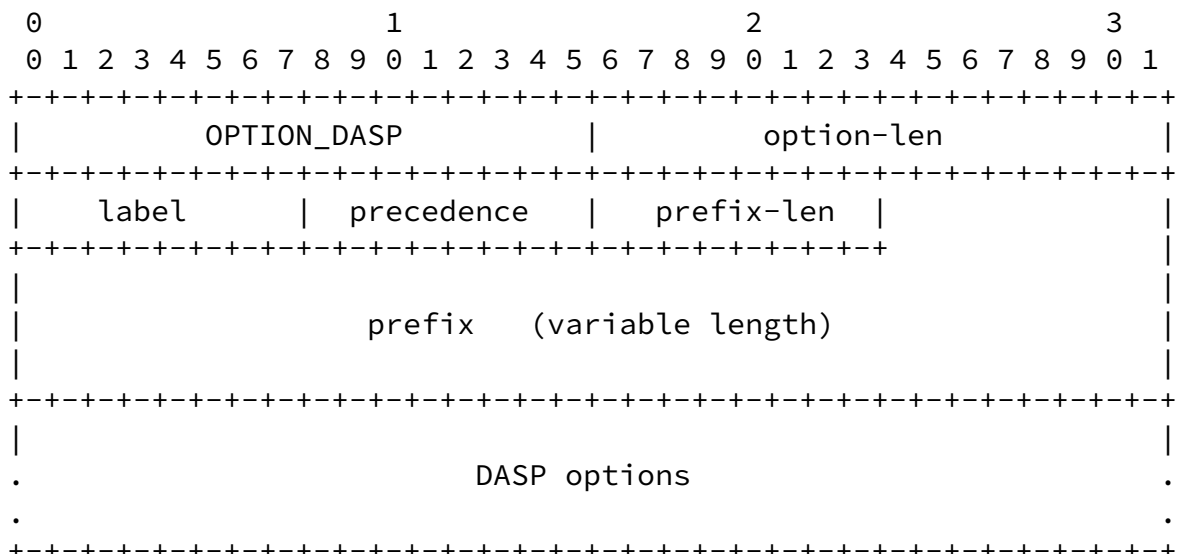 0                   1                   2                   3
 0 1 2 3 4 5 6 7 8 9 0 1 2 3 4 5 6 7 8 9 0 1 2 3 4 5 6 7 8 9 0 1
+-+-+-+-+-+-+-+-+-+-+-+-+-+-+-+-+-+-+-+-+-+-+-+-+-+-+-+-+-+-+-+-+
|          OPTION_DASP          |         option-len            |
+-+-+-+-+-+-+-+-+-+-+-+-+-+-+-+-+-+-+-+-+-+-+-+-+-+-+-+-+-+-+-+-+
|    label      |  precedence   |   prefix-len  |               |
+-+-+-+-+-+-+-+-+-+-+-+-+-+-+-+-+-+-+-+-+-+-+-+-+               |
|                                                               |
|                   prefix   (variable length)                  |
|                                                               |
+-+-+-+-+-+-+-+-+-+-+-+-+-+-+-+-+-+-+-+-+-+-+-+-+-+-+-+-+-+-+-+-+
|                                                               |
.                         DASP options                          .
.                                                               .
+-+-+-+-+-+-+-+-+-+-+-+-+-+-+-+-+-+-+-+-+-+-+-+-+-+-+-+-+-+-+-+-+